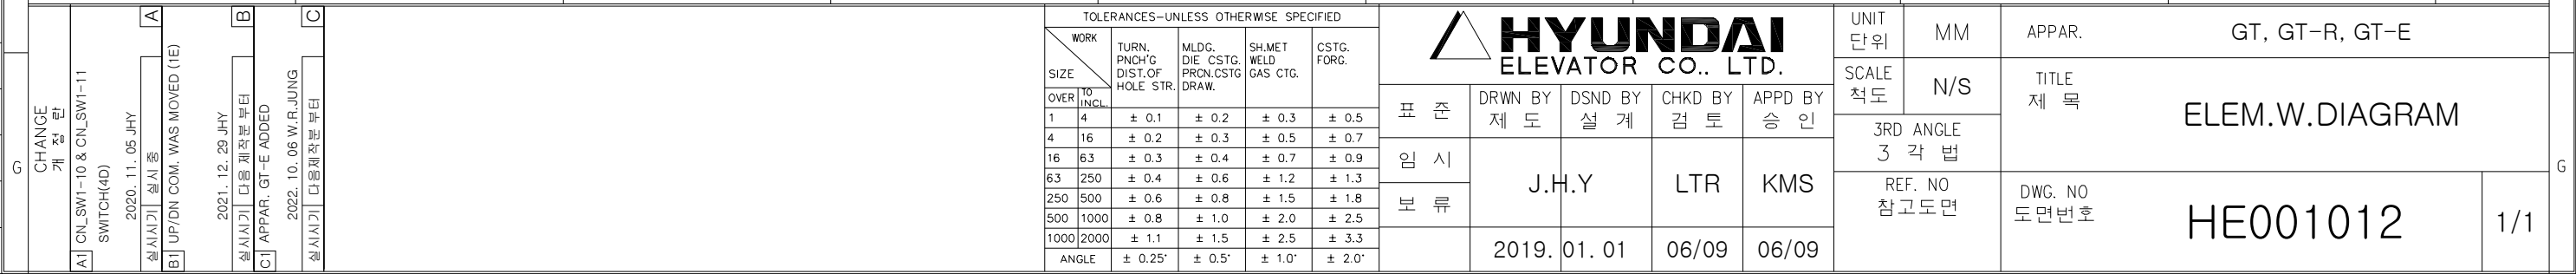 G
CHANGE
개 정 란
A1 CN_SW1-10 & CN_SW1-11
SWITCH(4D)
2020. 11. 05 JHY
실시시기 실시 중
A
B1 UP/DN COM. WAS MOVED (1E)
2021. 12. 29 JHY
실시시기 다음 제작분 부터
B
C1 APPAR. GT-E ADDED
2022. 10. 06 W.R.JUNG
실시시기 다음제작분 부터
C
TOLERANCES-UNLESS OTHERWISE SPECIFIED
WORK
SIZE
OVER TO INCL.
TURN. PNCH'G DIST.OF HOLE STR.
MLDG. DIE CSTG. PRCN.CSTG DRAW.
SH.MET WELD GAS CTG.
CSTG. FORG.
1 4 ± 0.1 ± 0.2 ± 0.3 ± 0.5
4 16 ± 0.2 ± 0.3 ± 0.5 ± 0.7
16 63 ± 0.3 ± 0.4 ± 0.7 ± 0.9
63 250 ± 0.4 ± 0.6 ± 1.2 ± 1.3
250 500 ± 0.6 ± 0.8 ± 1.5 ± 1.8
500 1000 ± 0.8 ± 1.0 ± 2.0 ± 2.5
1000 2000 ± 1.1 ± 1.5 ± 2.5 ± 3.3
ANGLE ± 0.25° ± 0.5° ± 1.0° ± 2.0°
HYUNDAI
ELEVATOR CO., LTD.
표 준
임 시
보 류
DRWN BY
제 도
DSND BY
설 계
CHKD BY
검 토
APPD BY
승 인
J.H.Y LTR KMS
2019. 01. 01 06/09 06/09
UNIT
단위
MM
SCALE
척도
N/S
3RD ANGLE
3 각 법
REF. NO
참고도면
APPAR. GT, GT-R, GT-E
TITLE
제 목
ELEM.W.DIAGRAM
DWG. NO
도면번호
HE001012
1/1
G